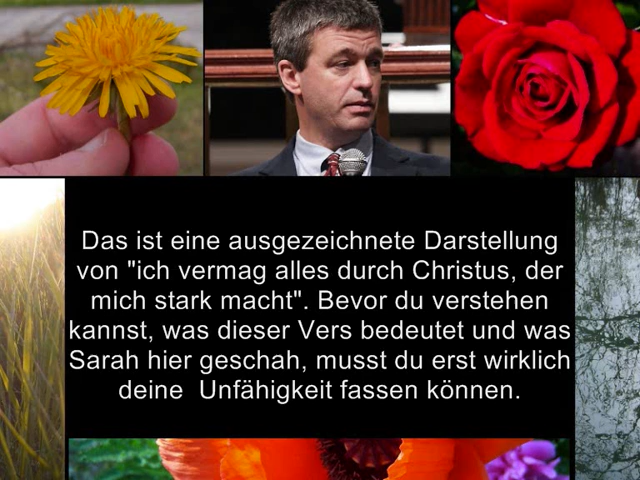 Das ist eine ausgezeichnete Darstellung
von "ich vermag alles durch Christus, der
mich stark macht". Bevor du verstehen
kannst, was dieser Vers bedeutet und was
Sarah hier geschah, musst du erst wirklich
deine  Unfähigkeit fassen können.